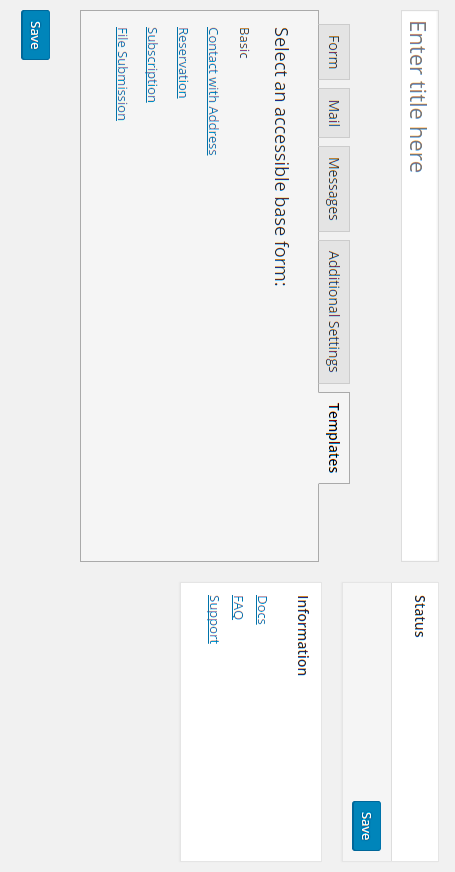 Enter title here
Form
Mail
Messages
Additional Settings
Templates
Select an accessible base form:
Basic
Contact with Address
Reservation
Subscription
File Submission
Save
Status
Save
Information
Docs
FAQ
Support